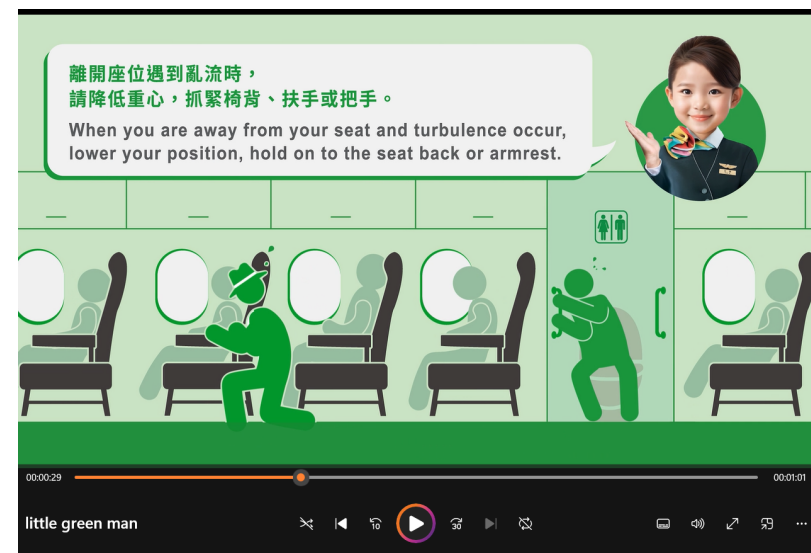 離開座位遇到亂流時，
請降低重心，抓緊椅背、扶手或把手。
When you are away from your seat and turbulence occur,
lower your position, hold on to the seat back or armrest.
00:00:29
00:01:01
little green man
10
30